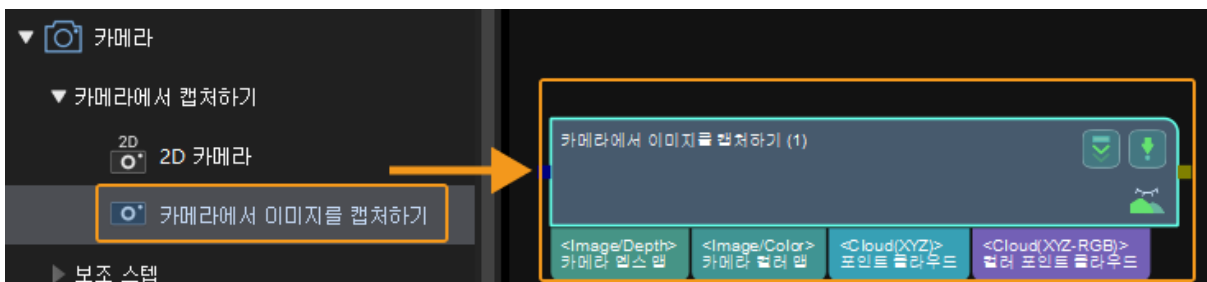 카메라
카메라에서 캡처하기
2D
2D 카메라
카메라에서 이미지를 캡처하기
보조 스텝
카메라에서 이미지를 캡처하기 (1)
<Image/Depth>
카메라 뎁스 맵
<Image/Color>
카메라 컬러 맵
<Cloud(XYZ)>
포인트 클라우드
<Cloud(XYZ-RGB)>
컬러 포인트 클라우드